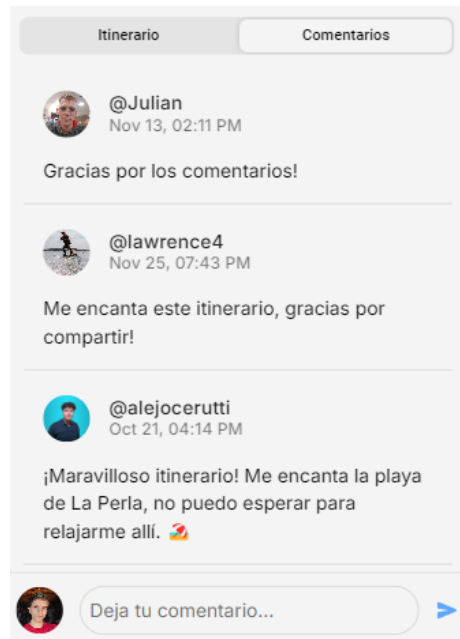 Itinerario
Comentarios
@Julian
Nov 13, 02:11 PM
Gracias por los comentarios!
@lawrence4
Nov 25, 07:43 PM
Me encanta este itinerario, gracias por
compartir!
@alejocerutti
Oct 21, 04:14 PM
¡Maravilloso itinerario! Me encanta la playa
de La Perla, no puedo esperar para
relajarme allí. 🏖️
Deja tu comentario...